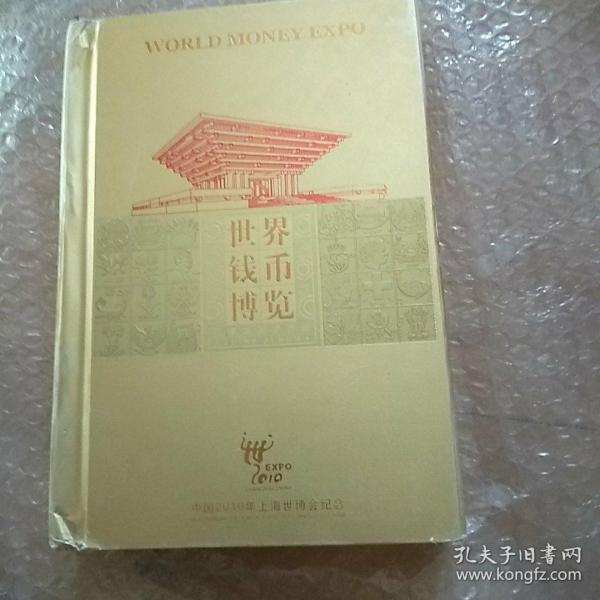 WORLD MONEY EXPO
世界
钱币
博览
EXPO
2010
中国2010年上海世博会纪念
孔夫子旧书网
www.kongfz.com